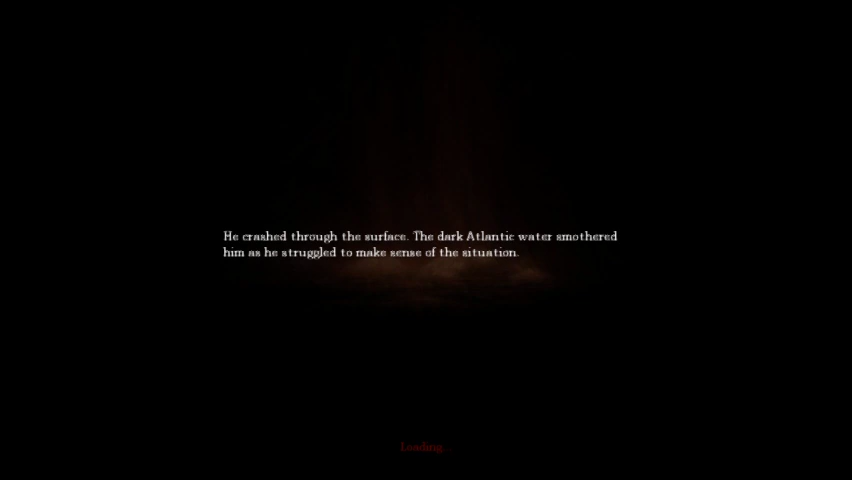 He crashed through the surface. The dark Atlantic water smothered
him as he struggled to make sense of the situation.
Loading...